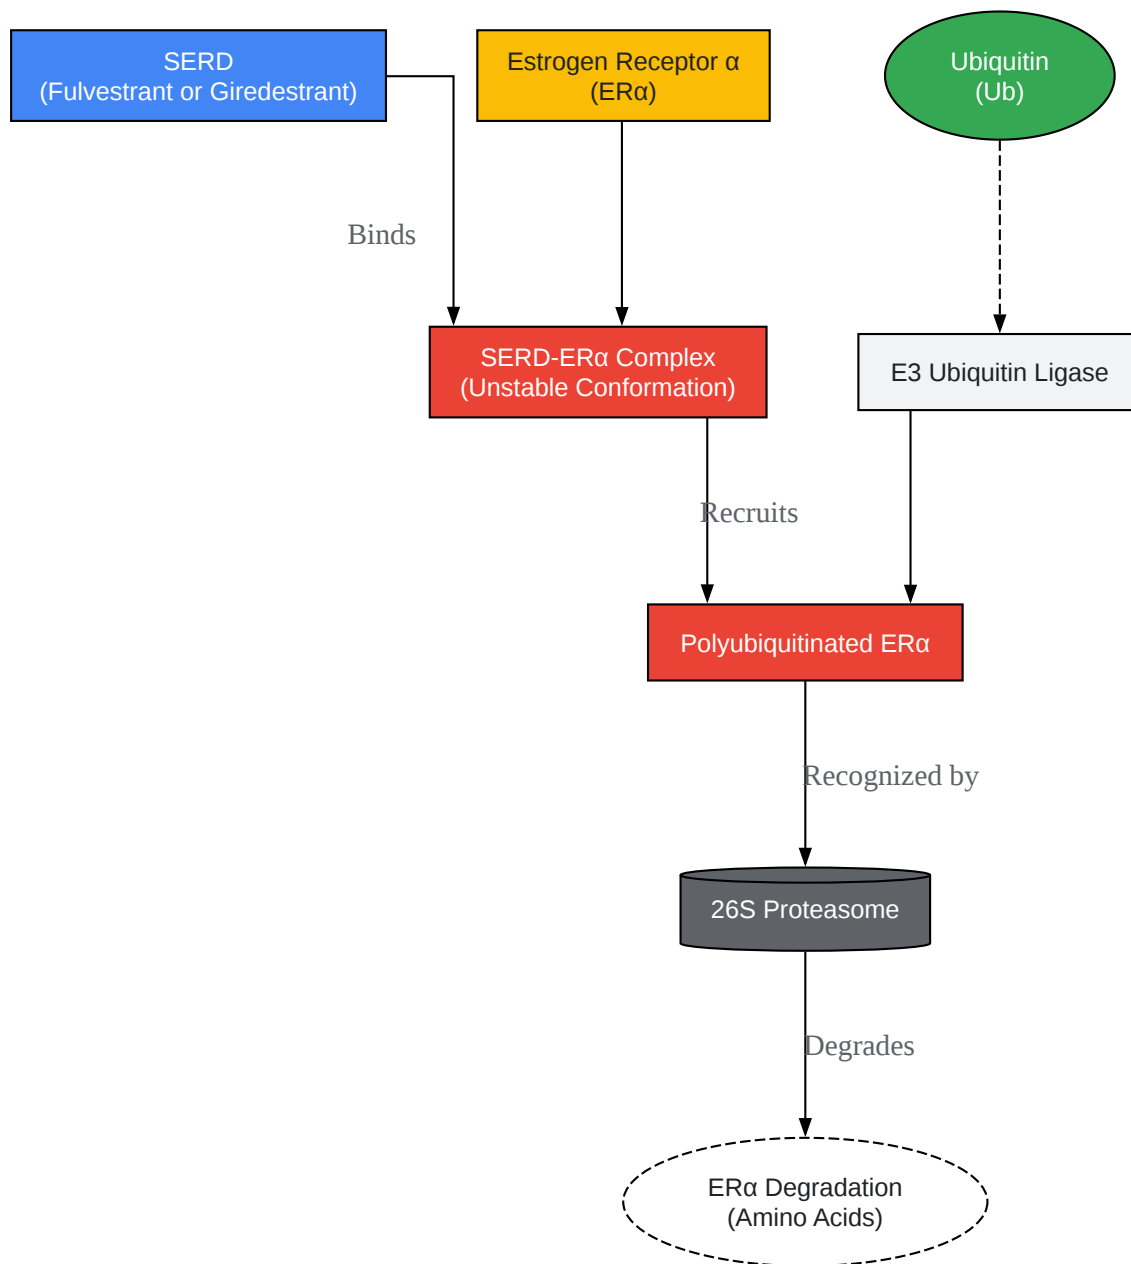 SERD
(Fulvestrant or Giredestrant)
Estrogen Receptor α
(ERα)
Ubiquitin
(Ub)
Binds
SERD-ERα Complex
(Unstable Conformation)
E3 Ubiquitin Ligase
Recruits
Polyubiquitinated ERα
Recognized by
26S Proteasome
Degrades
ERα Degradation
(Amino Acids)